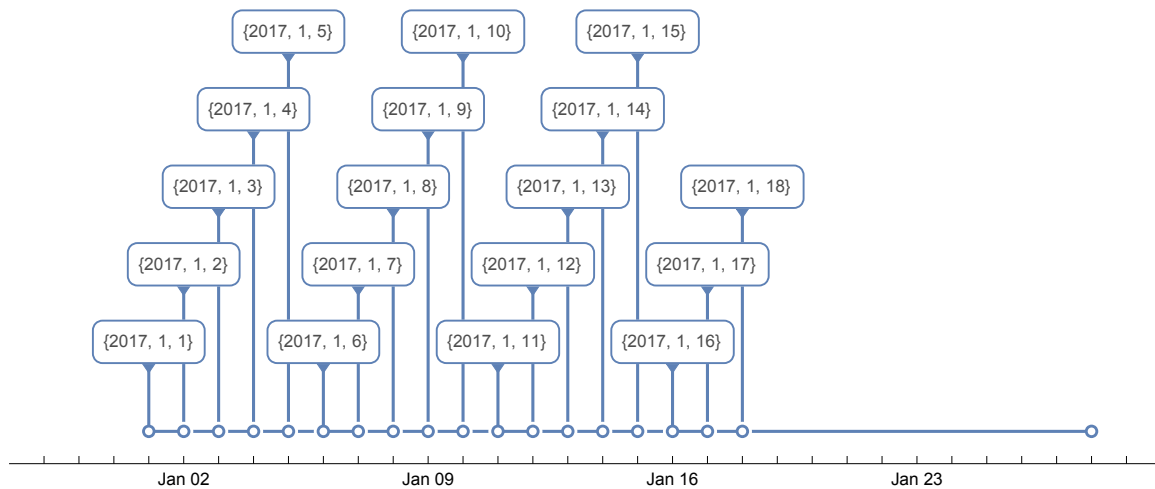 {2017, 1, 5} {2017, 1, 10} {2017, 1, 15}
{2017, 1, 4} {2017, 1, 9} {2017, 1, 14}
{2017, 1, 3} {2017, 1, 8} {2017, 1, 13} {2017, 1, 18}
{2017, 1, 2} {2017, 1, 7} {2017, 1, 12} {2017, 1, 17}
{2017, 1, 1} {2017, 1, 6} {2017, 1, 11} {2017, 1, 16}
Jan 02 Jan 09 Jan 16 Jan 23